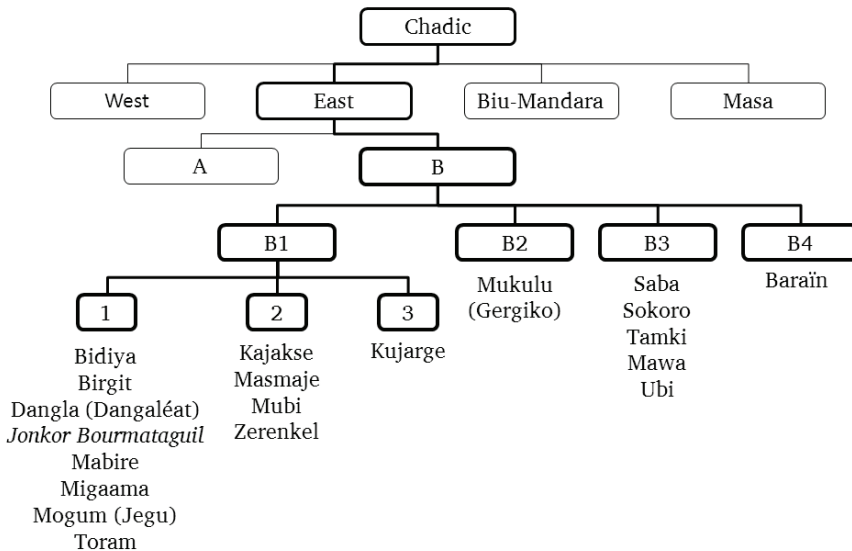 Chadic
West
East
Biu-Mandara
Masa
A
B
B1
B2
B3
B4
1
2
3
Mukulu
(Gergiko)
Saba
Sokoro
Tamki
Mawa
Ubi
Baraïn
Bidiya
Birgit
Dangla (Dangaléat)
Jonkor Bourmataguil
Mabire
Migaama
Mogum (Jegu)
Toram
Kajakse
Masmaje
Mubi
Zerenkel
Kujarge